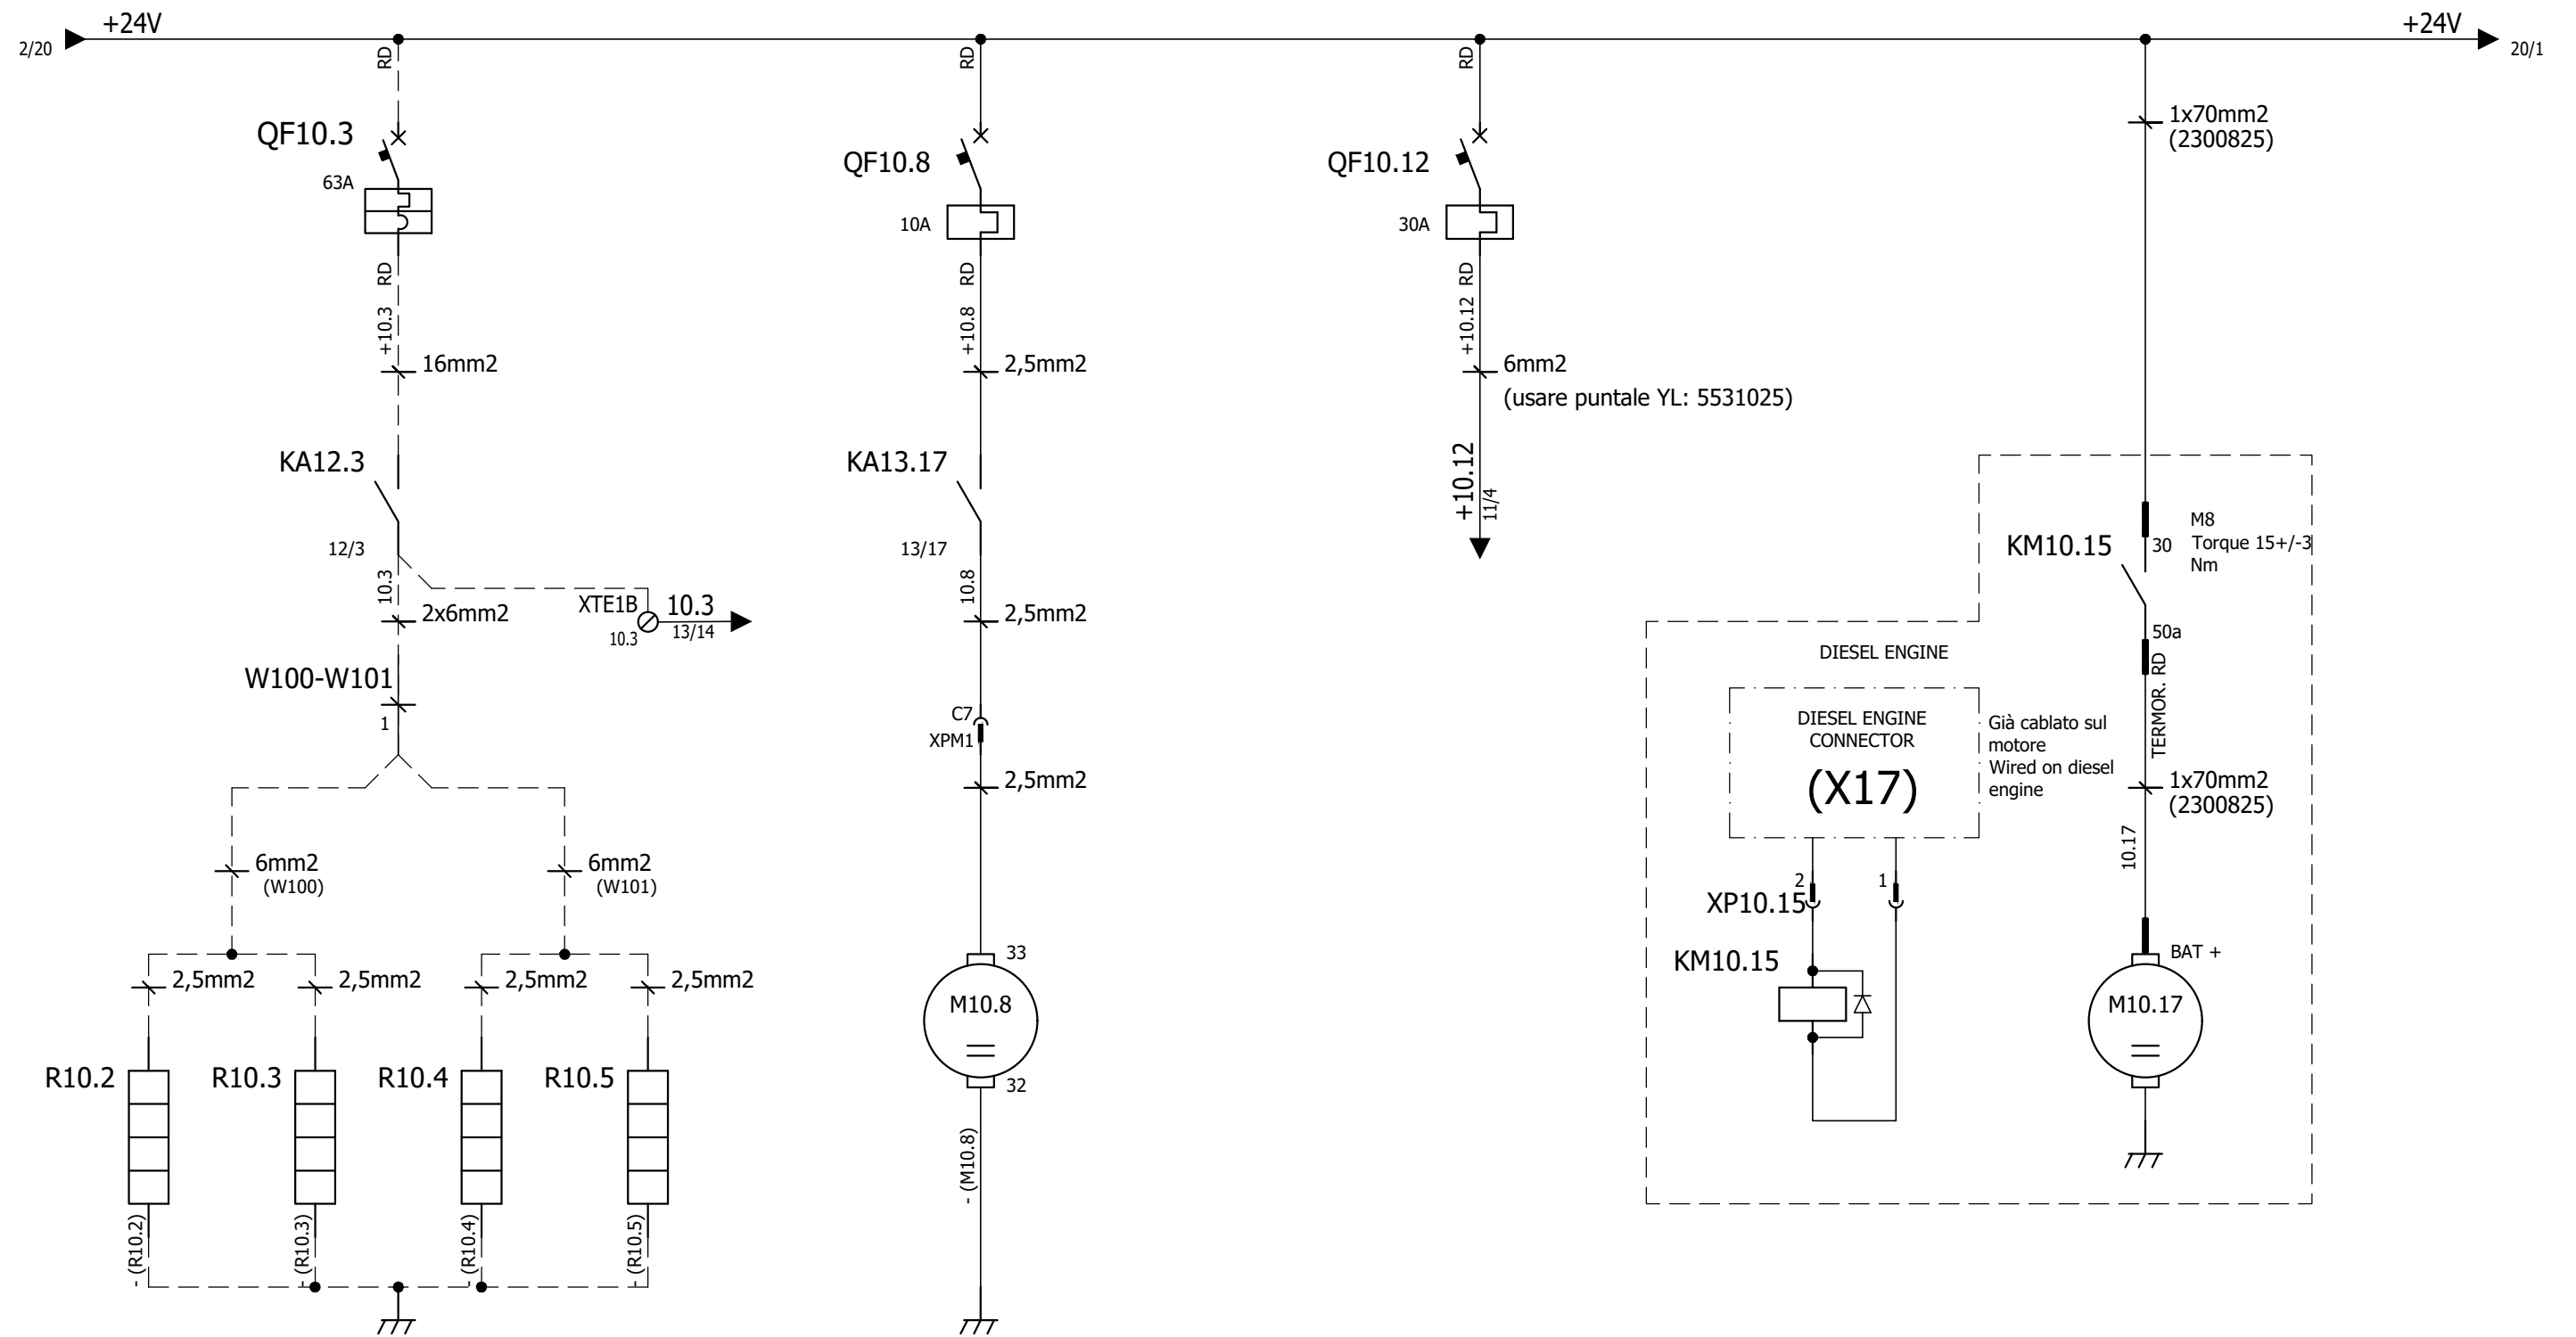 +24V
+24V
2/20
20/1
RD
RD
RD
1x70mm2
(2300825)
QF10.3
63A
QF10.8
10A
QF10.12
30A
RD
+10.3
16mm2
RD
+10.8
2,5mm2
RD
+10.12
6mm2
(usare puntale YL: 5531025)
+10.12
11/4
KA12.3
12/3
KA13.17
13/17
10.3
2x6mm2
XTE1B
10.3
10.3
13/14
10.8
2,5mm2
KM10.15
30
M8
Torque 15+/-3
Nm
50a
TERMOR. RD
DIESEL ENGINE
W100-W101
1
C7
XPM1
2,5mm2
DIESEL ENGINE
CONNECTOR
(X17)
Già cablato sul
motore
Wired on diesel
engine
1x70mm2
(2300825)
10.17
6mm2
(W100)
6mm2
(W101)
2
1
XP10.15
KM10.15
33
M10.8
32
BAT +
M10.17
2,5mm2
2,5mm2
2,5mm2
2,5mm2
R10.2
R10.3
R10.4
R10.5
- (M10.8)
- (R10.2)
- (R10.3)
- (R10.4)
- (R10.5)